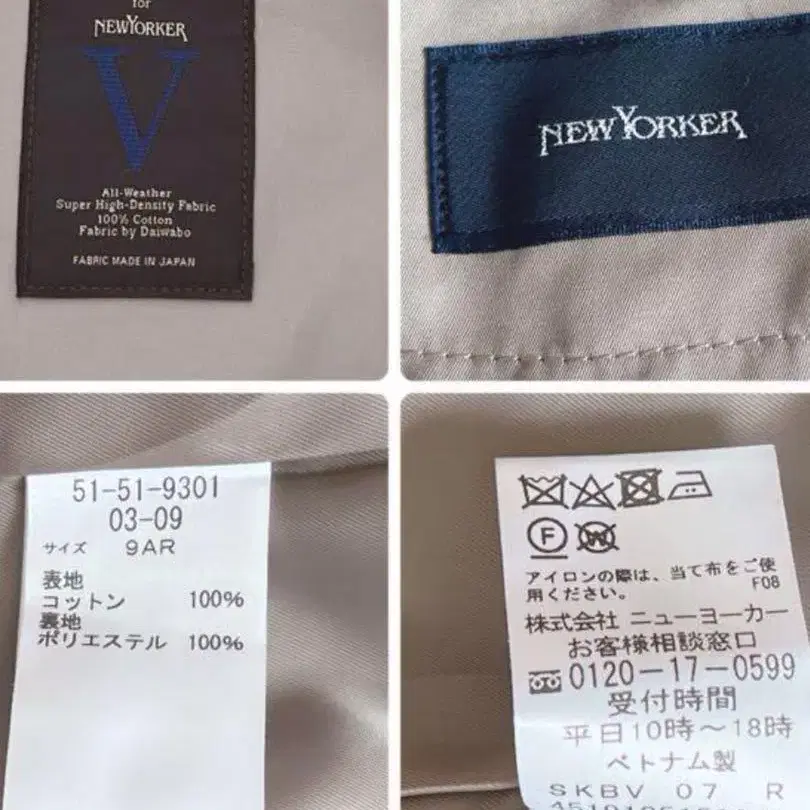 for
NEWYORKER
V
All-Weather
Super High-Density Fabric
100% Cotton
Fabric by Daiwabo
FABRIC MADE IN JAPAN
NEWYORKER
51-51-9301
03-09
サイズ 9AR
表地
コットン 100%
裏地
ポリエステル 100%
F W
アイロンの際は、当て布をご使
用ください。 F08
株式会社 ニューヨーカー
お客様相談窓口
0120-17-0599
受付時間
平日10時～18時
ベトナム製
SKBV 07 R